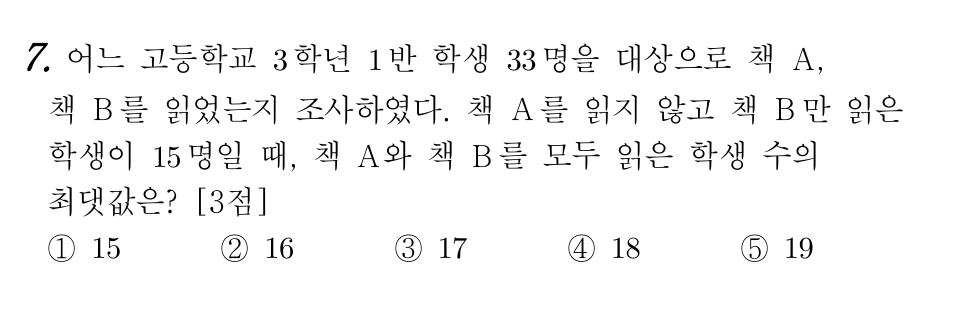 7. 어느 고등학교 3학년 1반 학생 33명을 대상으로 책 A,
책 B를 읽었는지 조사하였다. 책 A를 읽지 않고 책 B만 읽은
학생이 15명일 때, 책 A와 책 B를 모두 읽은 학생 수의
최댓값은? [3점]
① 15 ② 16 ③ 17 ④ 18 ⑤ 19